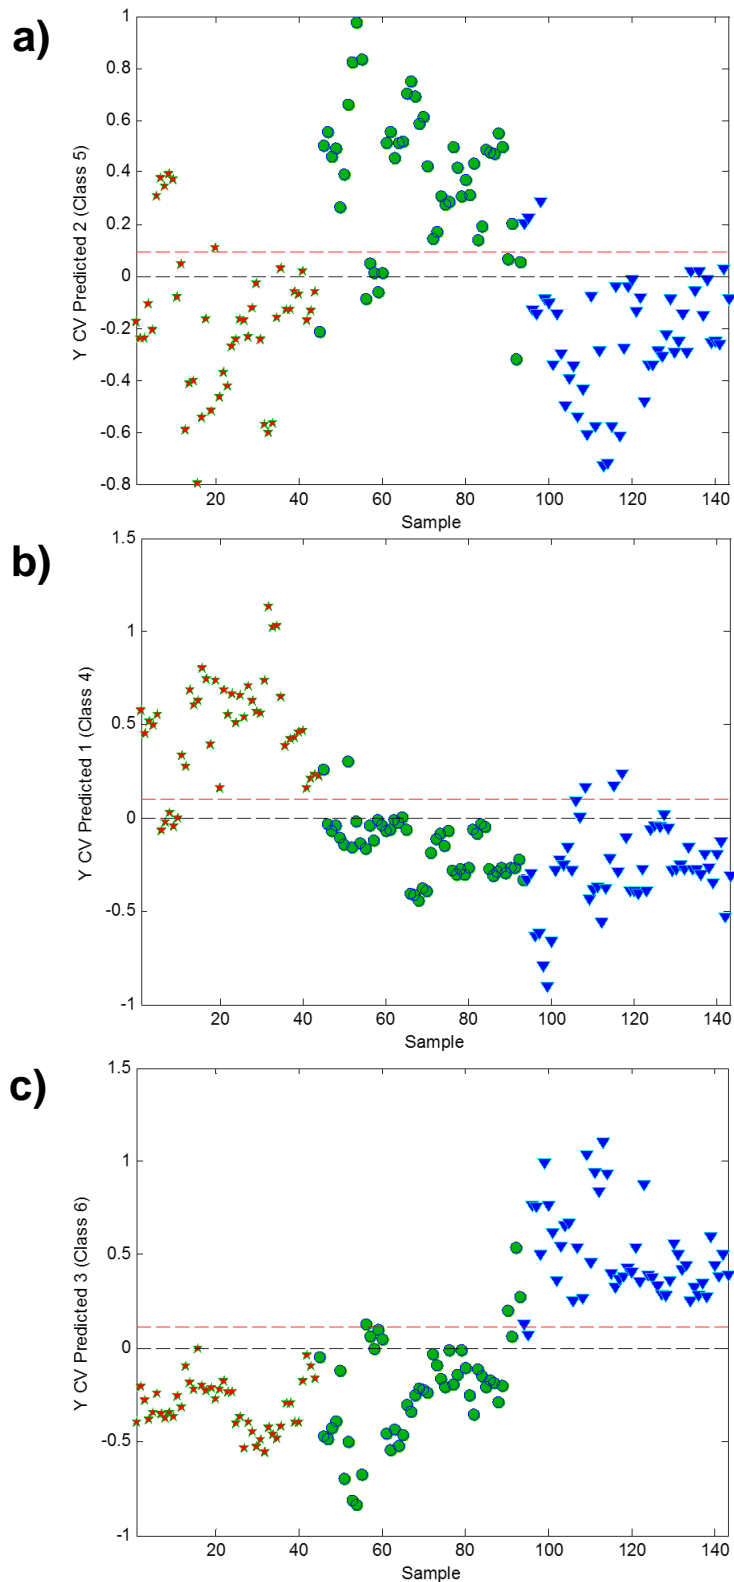 a)
Y CV Predicted 2 (Class 5)
1
0.8
0.6
0.4
0.2
0
-0.2
-0.4
-0.6
-0.8
20 40 60 80 100 120 140
Sample
b)
Y CV Predicted 1 (Class 4)
1.5
1
0.5
0
-0.5
-1
20 40 60 80 100 120 140
Sample
c)
Y CV Predicted 3 (Class 6)
1.5
1
0.5
0
-0.5
-1
20 40 60 80 100 120 140
Sample